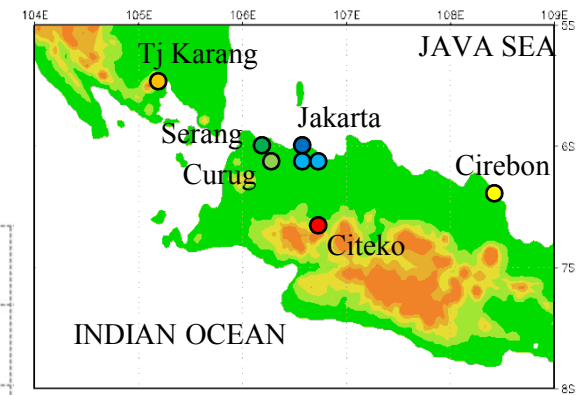 104E 105E 106E 107E 108E 109E
5S
JAVA SEA
Tj Karang
Serang
Jakarta
6S
Curug
Cirebon
Citeko
7S
INDIAN OCEAN
8S